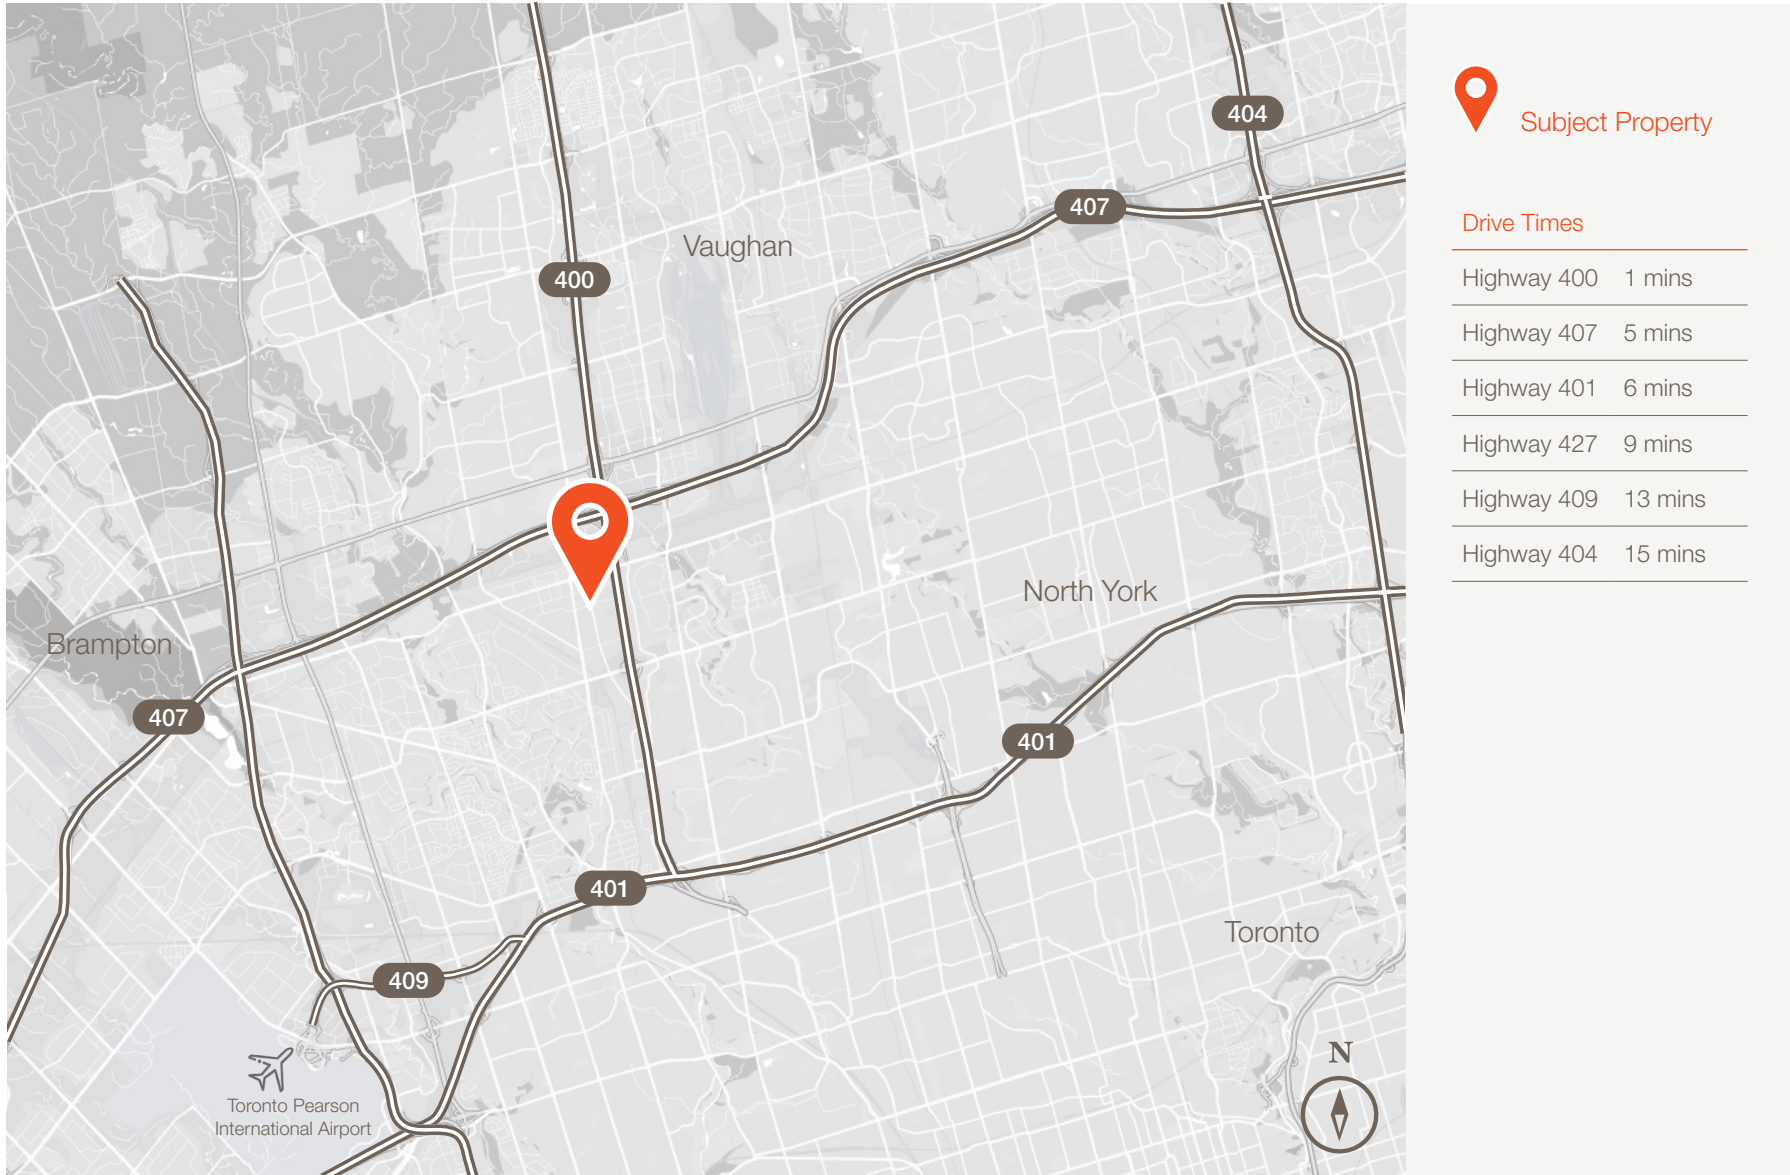 404
407
Vaughan
400
North York
Brampton
407
401
401
Toronto
409
N
Toronto Pearson
International Airport
Subject Property
Drive Times
Highway 400 1 mins
Highway 407 5 mins
Highway 401 6 mins
Highway 427 9 mins
Highway 409 13 mins
Highway 404 15 mins